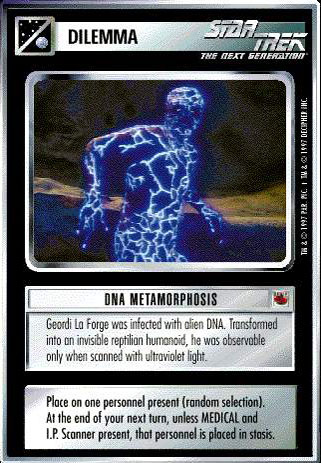 DILEMMA
STAR TREK
THE NEXT GENERATION
TM & © 1997 PAR. PIC. | TM & © 1997 DECIPHER INC.
DNA METAMORPHOSIS
Geordi La Forge was infected with alien DNA. Transformed
into an invisible reptilian humanoid, he was observable
only when scanned with ultraviolet light.
Place on one personnel present (random selection).
At the end of your next turn, unless MEDICAL and
I.P. Scanner present, that personnel is placed in stasis.